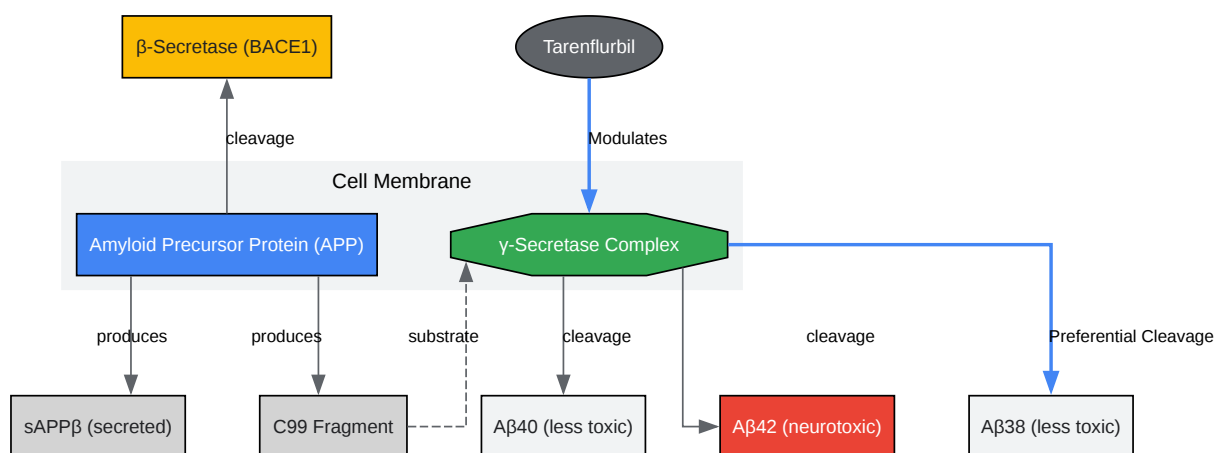 β-Secretase (BACE1)
Tarenflurbil
cleavage
Modulates
Cell Membrane
Amyloid Precursor Protein (APP)
γ-Secretase Complex
produces
produces
substrate
cleavage
cleavage
Preferential Cleavage
sAPPβ (secreted)
C99 Fragment
Aβ40 (less toxic)
Aβ42 (neurotoxic)
Aβ38 (less toxic)